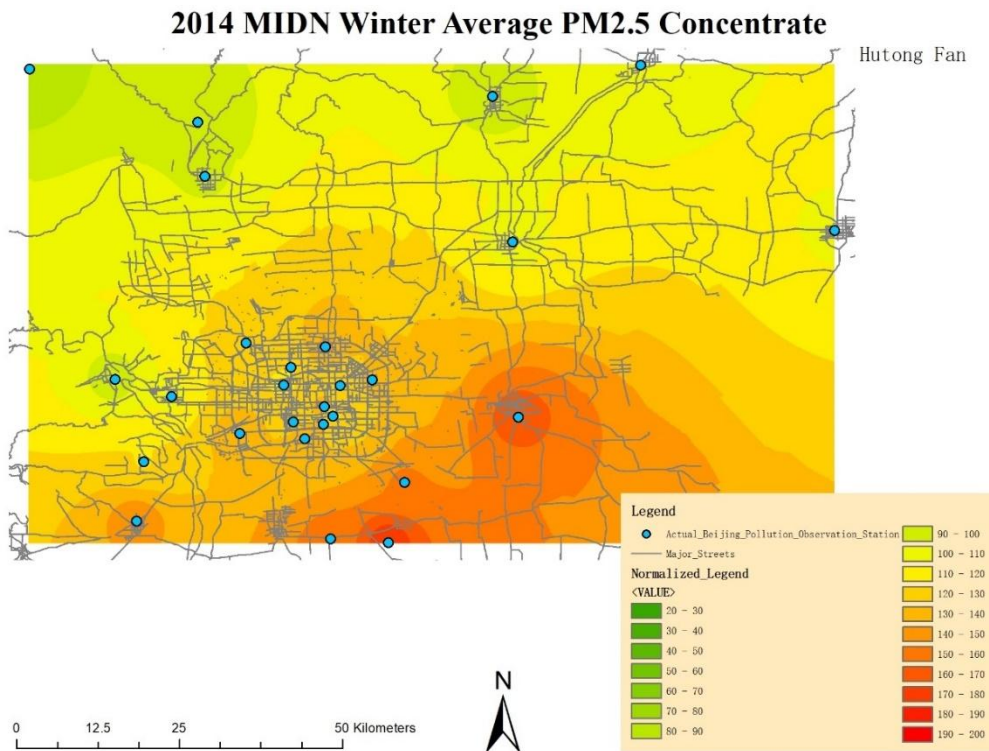 2014 MIDN Winter Average PM2.5 Concentrate
Hutong Fan
Legend
Actual_Beijing_Pollution_Observation_Station
Major_Streets
Normalized_Legend
<VALUE>
20 - 30
30 - 40
40 - 50
50 - 60
60 - 70
70 - 80
80 - 90
90 - 100
100 - 110
110 - 120
120 - 130
130 - 140
140 - 150
150 - 160
160 - 170
170 - 180
180 - 190
190 - 200
N
0 12.5 25 50 Kilometers